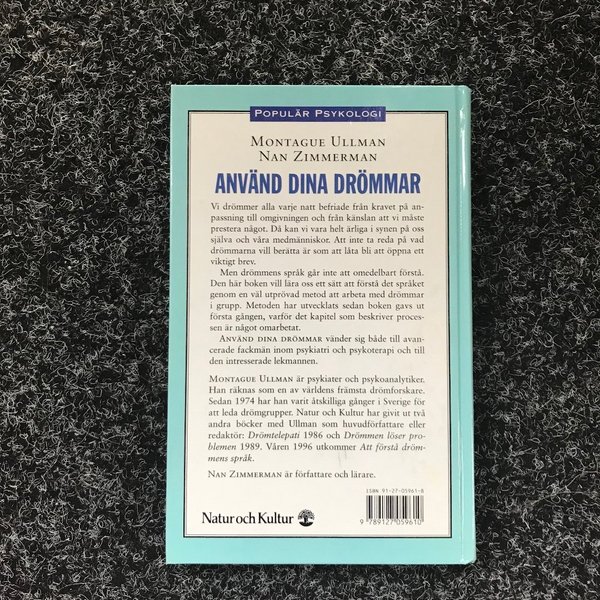 POPULÄR PSYKOLOGI
MONTAGUE ULLMAN
NAN ZIMMERMAN
ANVÄND DINA DRÖMMAR
Vi drömmer alla varje natt befriade från kravet på an-
passning till omgivningen och från känslan att vi måste
prestera något. Då kan vi vara helt ärliga i synen på oss
själva och våra medmänniskor. Att inte ta reda på vad
drömmarna vill berätta är som att låta bli att öppna ett
viktigt brev.
Men drömmens språk går inte att omedelbart förstå.
Den här boken vill lära oss ett sätt att förstå det språket
genom en väl utprövad metod att arbeta med drömmar
i grupp. Metoden har utvecklats sedan boken gavs ut
första gången, varför det kapitel som beskriver proces-
sen är något omarbetat.
ANVÄND DINA DRÖMMAR vänder sig både till avan-
cerade fackmän inom psykiatri och psykoterapi och till
den intresserade lekmannen.
MONTAGUE ULLMAN är psykiater och psykoanalytiker.
Han räknas som en av världens främsta drömforskare.
Sedan 1974 har han varit åtskilliga gånger i Sverige för
att leda drömgrupper. Natur och Kultur har givit ut två
andra böcker med Ullman som huvudförfattare eller
redaktör: Drömtelepati 1986 och Drömmen löser pro-
blemen 1989. Våren 1996 utkommer Att förstå dröm-
mens språk.
NAN ZIMMERMAN är författare och lärare.
ISBN 91-27-05961-8
Natur och Kultur
9 789127 059610